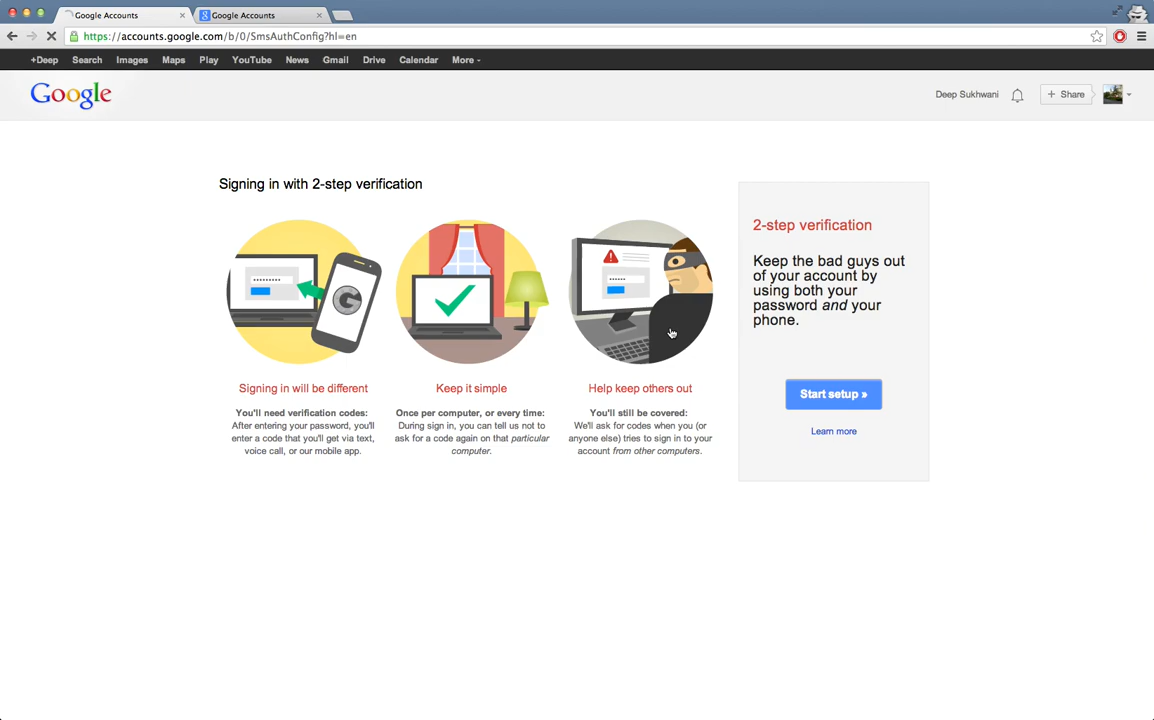 Google Accounts
Google Accounts
https://accounts.google.com/b/0/SmsAuthConfig?hl=en
+Deep Search Images Maps Play YouTube News Gmail Drive Calendar More
Google
Deep Sukhwani
+ Share
Signing in with 2-step verification
Signing in will be different
You'll need verification codes:
After entering your password, you'll
enter a code that you'll get via text,
voice call, or our mobile app.
Keep it simple
Once per computer, or every time:
During sign in, you can tell us not to
ask for a code again on that particular
computer.
Help keep others out
You'll still be covered:
We'll ask for codes when you (or
anyone else) tries to sign in to your
account from other computers.
2-step verification
Keep the bad guys out
of your account by
using both your
password and your
phone.
Start setup »
Learn more